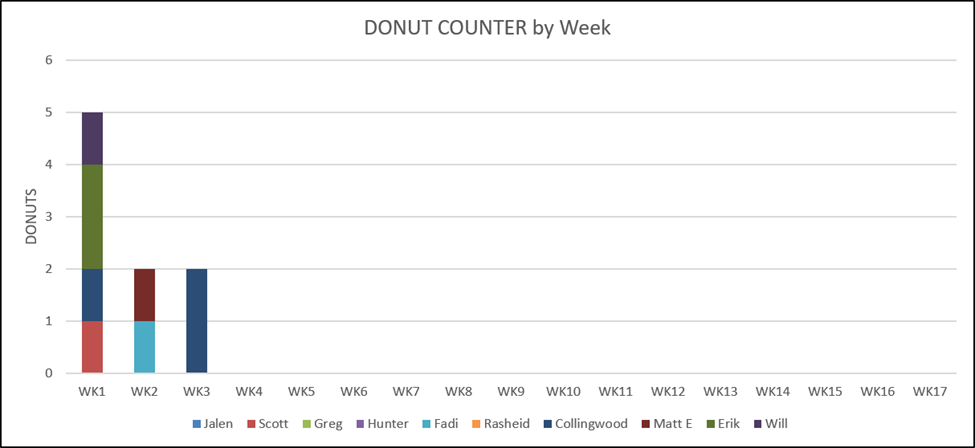 DONUT COUNTER by Week
6
5
4
3
2
1
0
DONUTS
WK1 WK2 WK3 WK4 WK5 WK6 WK7 WK8 WK9 WK10 WK11 WK12 WK13 WK14 WK15 WK16 WK17
Jalen Scott Greg Hunter Fadi Rasheid Collingwood Matt E Erik Will